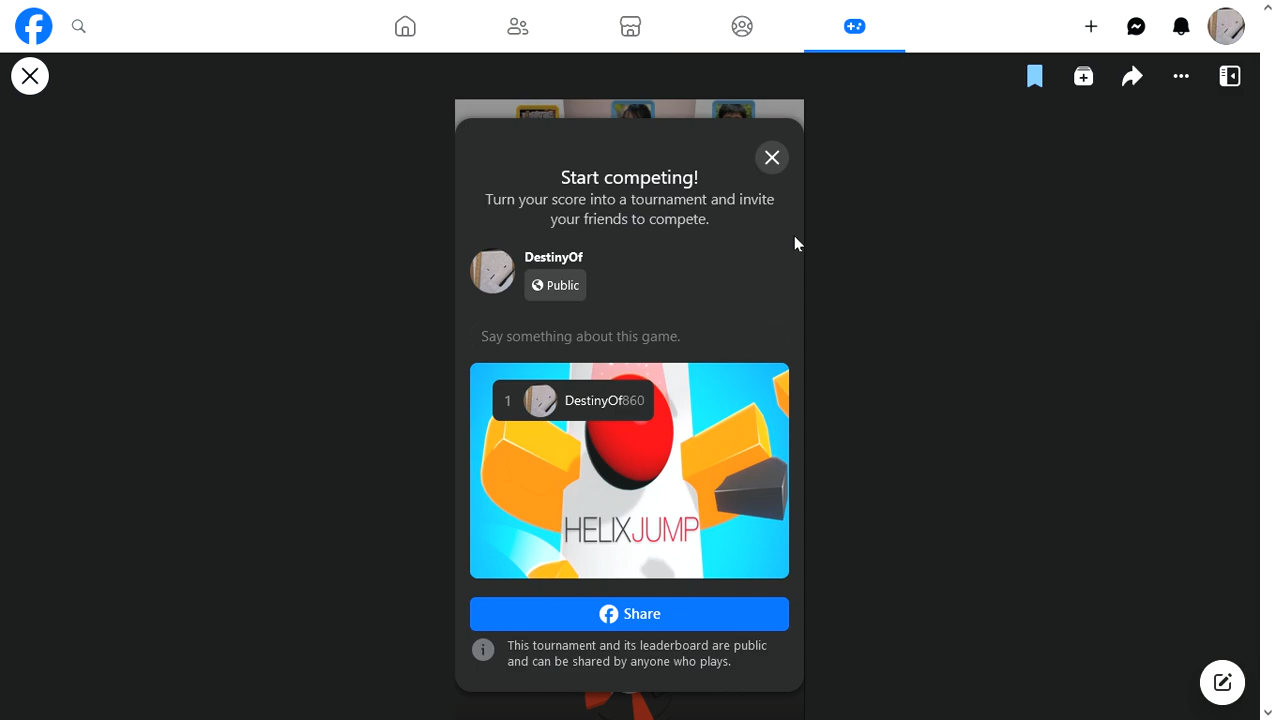 Start competing!
Turn your score into a tournament and invite
your friends to compete.
DestinyOf
Public
Say something about this game.
1 DestinyOf860
HELIXJUMP
Share
This tournament and its leaderboard are public
and can be shared by anyone who plays.